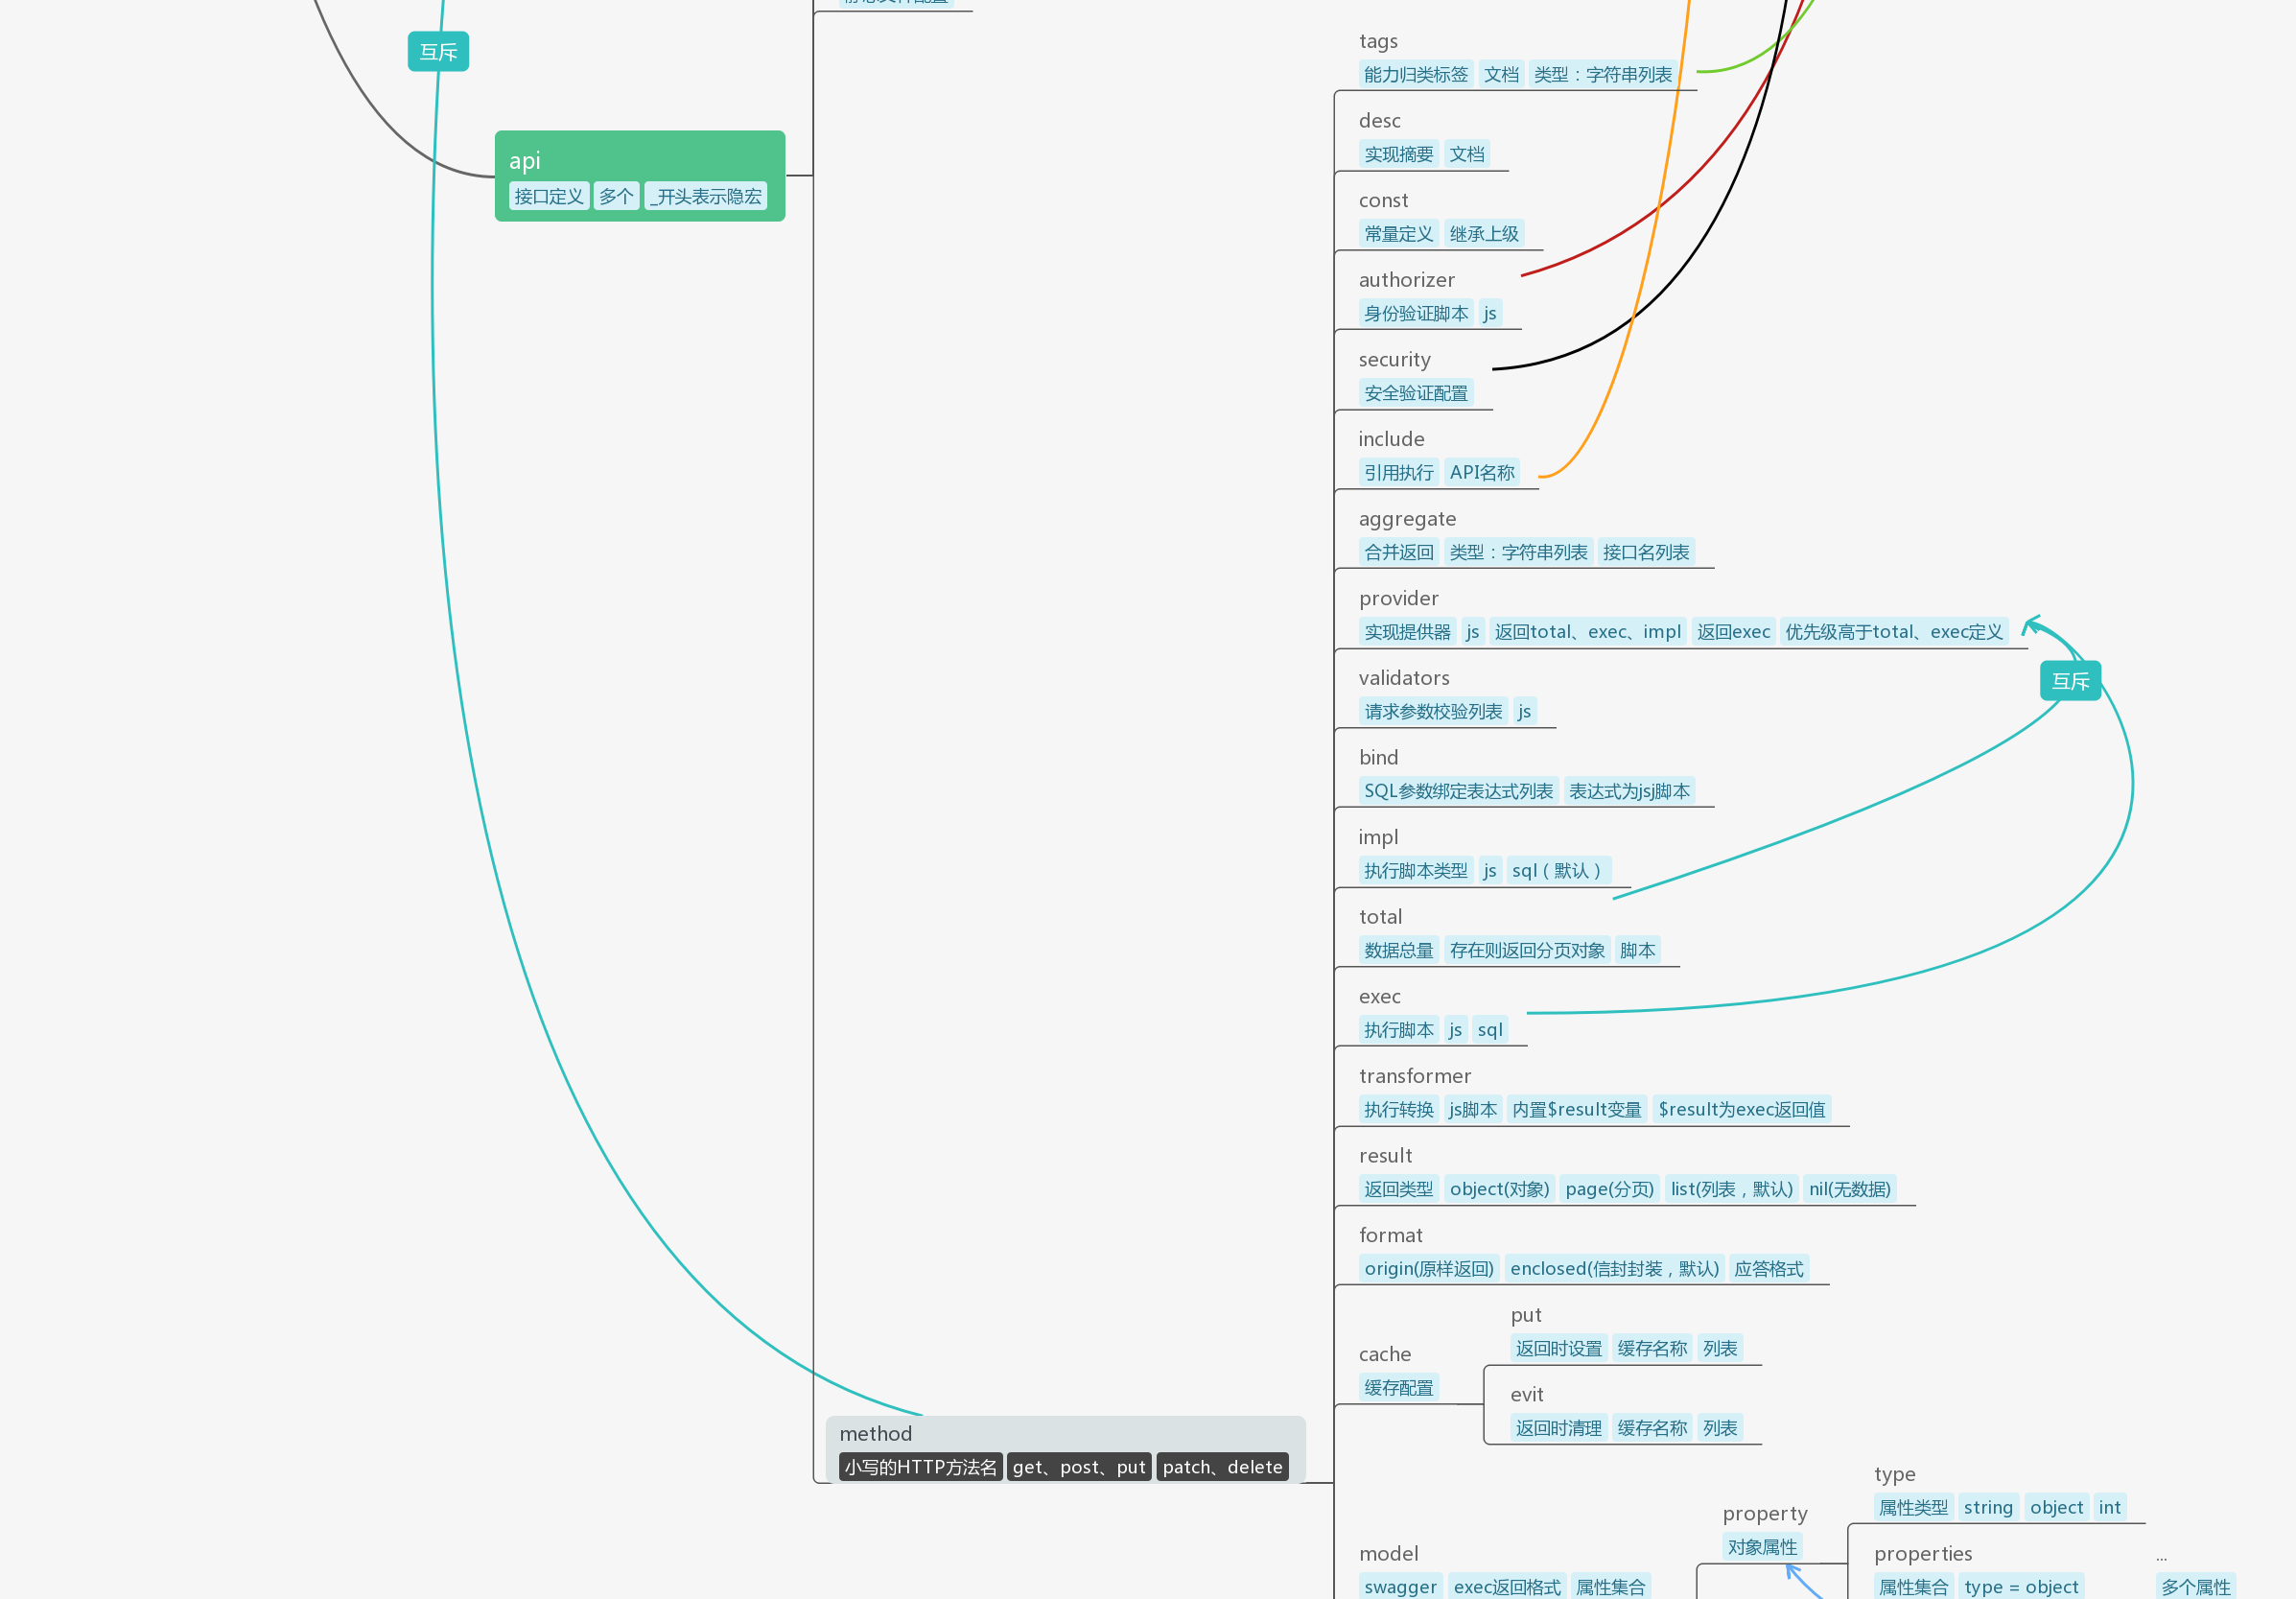 互斥
api
接口定义 多个 _开头表示隐宏
tags
能力归类标签 文档 类型：字符串列表
desc
实现摘要 文档
const
常量定义 继承上级
authorizer
身份验证脚本 js
security
安全验证配置
include
引用执行 API名称
aggregate
合并返回 类型：字符串列表 接口名列表
provider
实现提供器 js 返回total、exec、impl 返回exec 优先级高于total、exec定义
互斥
validators
请求参数校验列表 js
bind
SQL参数绑定表达式列表 表达式为jsj脚本
impl
执行脚本类型 js sql（默认）
total
数据总量 存在则返回分页对象 脚本
exec
执行脚本 js sql
transformer
执行转换 js脚本 内置$result变量 $result为exec返回值
result
返回类型 object(对象) page(分页) list(列表，默认) nil(无数据)
format
origin(原样返回) enclosed(信封封装，默认) 应答格式
cache
缓存配置
put
返回时设置 缓存名称 列表
evit
返回时清理 缓存名称 列表
method
小写的HTTP方法名 get、post、put patch、delete
model
swagger exec返回格式 属性集合
property
对象属性
type
属性类型 string object int
properties
属性集合 type = object
...
多个属性